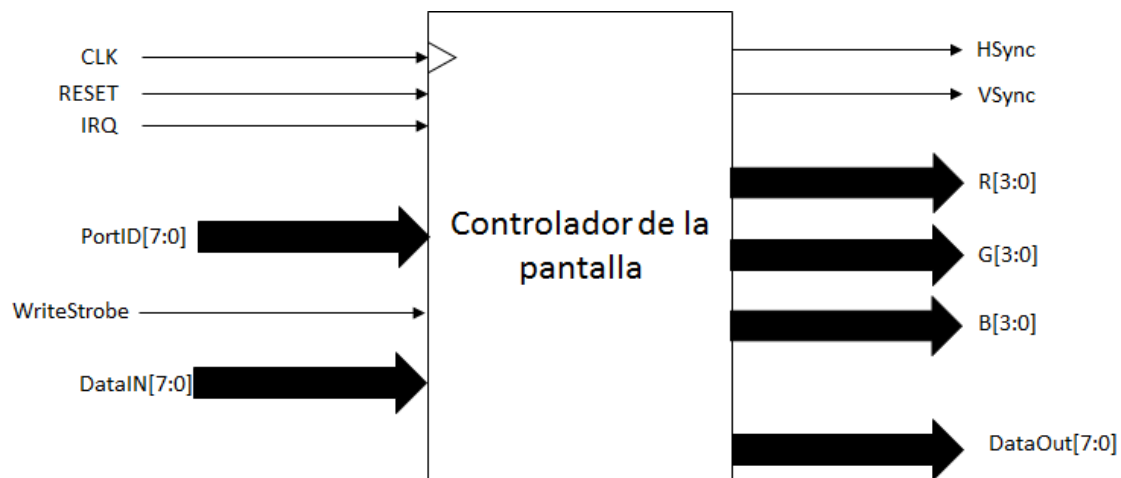 CLK
RESET
IRQ
PortID[7:0]
WriteStrobe
DataIN[7:0]
Controlador de la
pantalla
HSync
VSync
R[3:0]
G[3:0]
B[3:0]
DataOut[7:0]